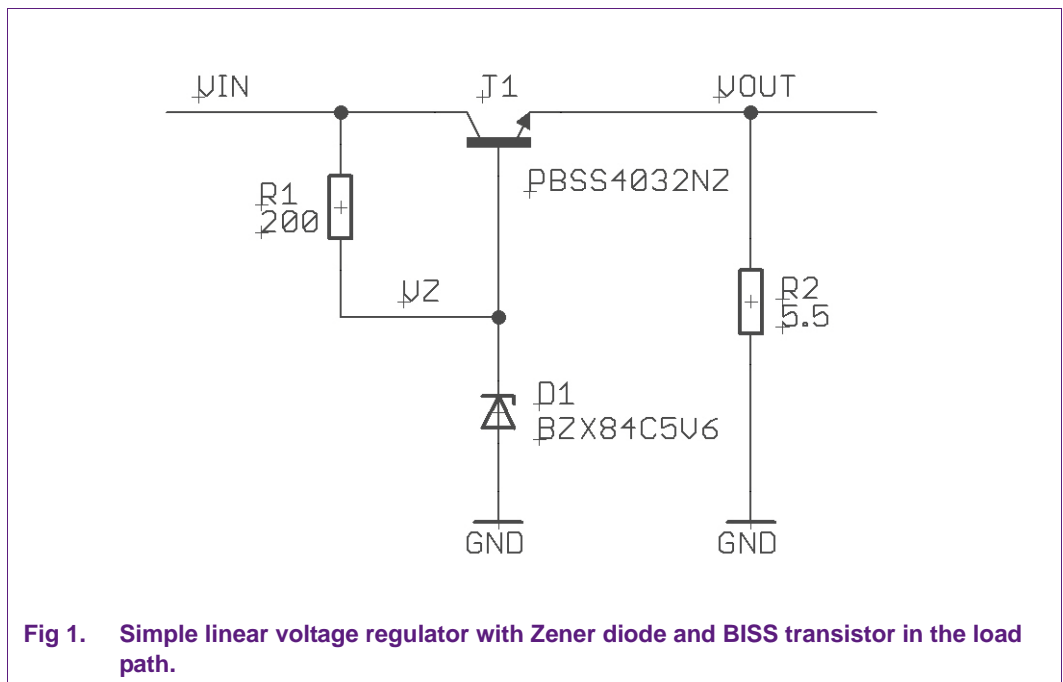 VIN
J1
VOUT
PBSS4032NZ
R1
200
VZ
R2
5.5
D1
BZX84C5V6
GND
GND
Fig 1. Simple linear voltage regulator with Zener diode and BISS transistor in the load
path.